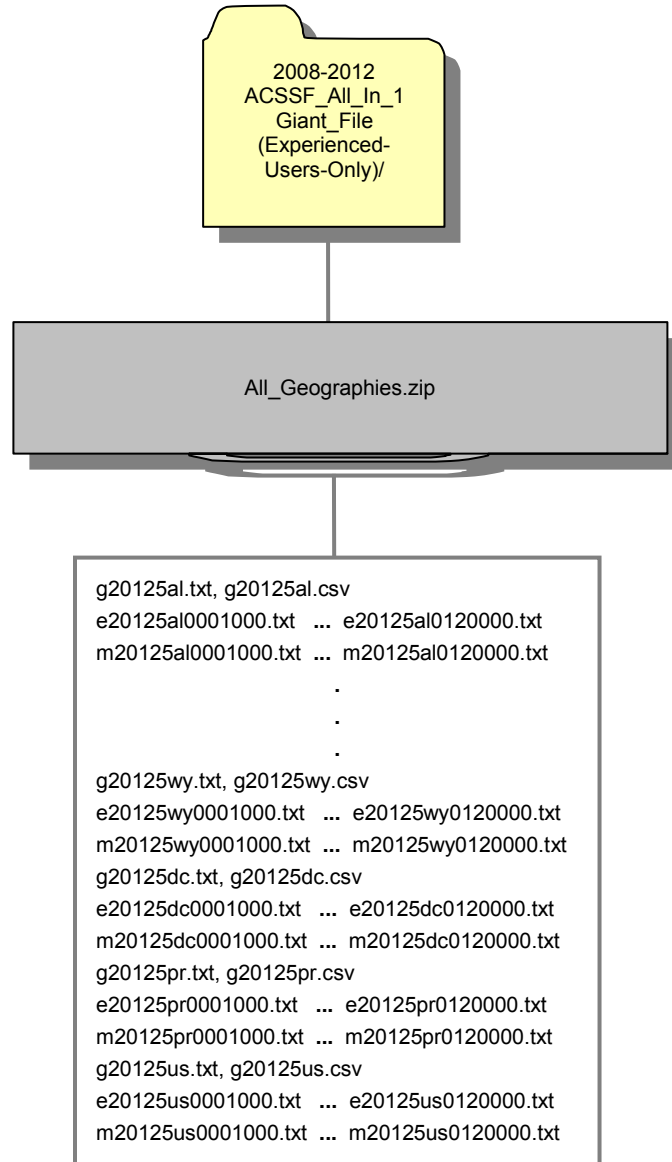 2008-2012
ACSSF_All_In_1
Giant_File
(Experienced-
Users-Only)/
All_Geographies.zip
g20125al.txt, g20125al.csv
e20125al0001000.txt ... e20125al0120000.txt
m20125al0001000.txt ... m20125al0120000.txt
.
.
.
g20125wy.txt, g20125wy.csv
e20125wy0001000.txt ... e20125wy0120000.txt
m20125wy0001000.txt ... m20125wy0120000.txt
g20125dc.txt, g20125dc.csv
e20125dc0001000.txt ... e20125dc0120000.txt
m20125dc0001000.txt ... m20125dc0120000.txt
g20125pr.txt, g20125pr.csv
e20125pr0001000.txt ... e20125pr0120000.txt
m20125pr0001000.txt ... m20125pr0120000.txt
g20125us.txt, g20125us.csv
e20125us0001000.txt ... e20125us0120000.txt
m20125us0001000.txt ... m20125us0120000.txt